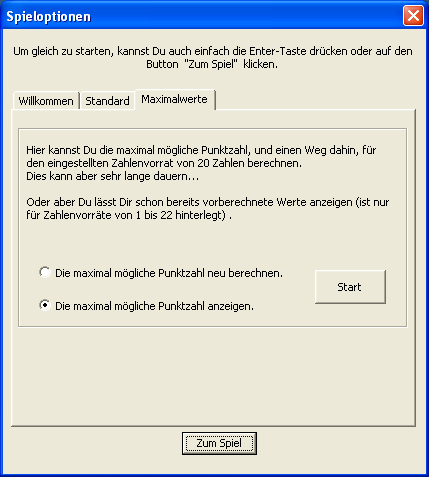 Spieloptionen
Um gleich zu starten, kannst Du auch einfach die Enter-Taste drücken oder auf den
Button "Zum Spiel" klicken.
Willkommen Standard Maximalwerte
Hier kannst Du die maximal mögliche Punktzahl, und einen Weg dahin, für
den eingestellten Zahlenvorrat von 20 Zahlen berechnen.
Dies kann aber sehr lange dauern...
Oder aber Du lässt Dir schon bereits vorberechnete Werte anzeigen (ist nur
für Zahlenvorräte von 1 bis 22 hinterlegt) .
Die maximal mögliche Punktzahl neu berechnen.
Start
Die maximal mögliche Punktzahl anzeigen.
Zum Spiel